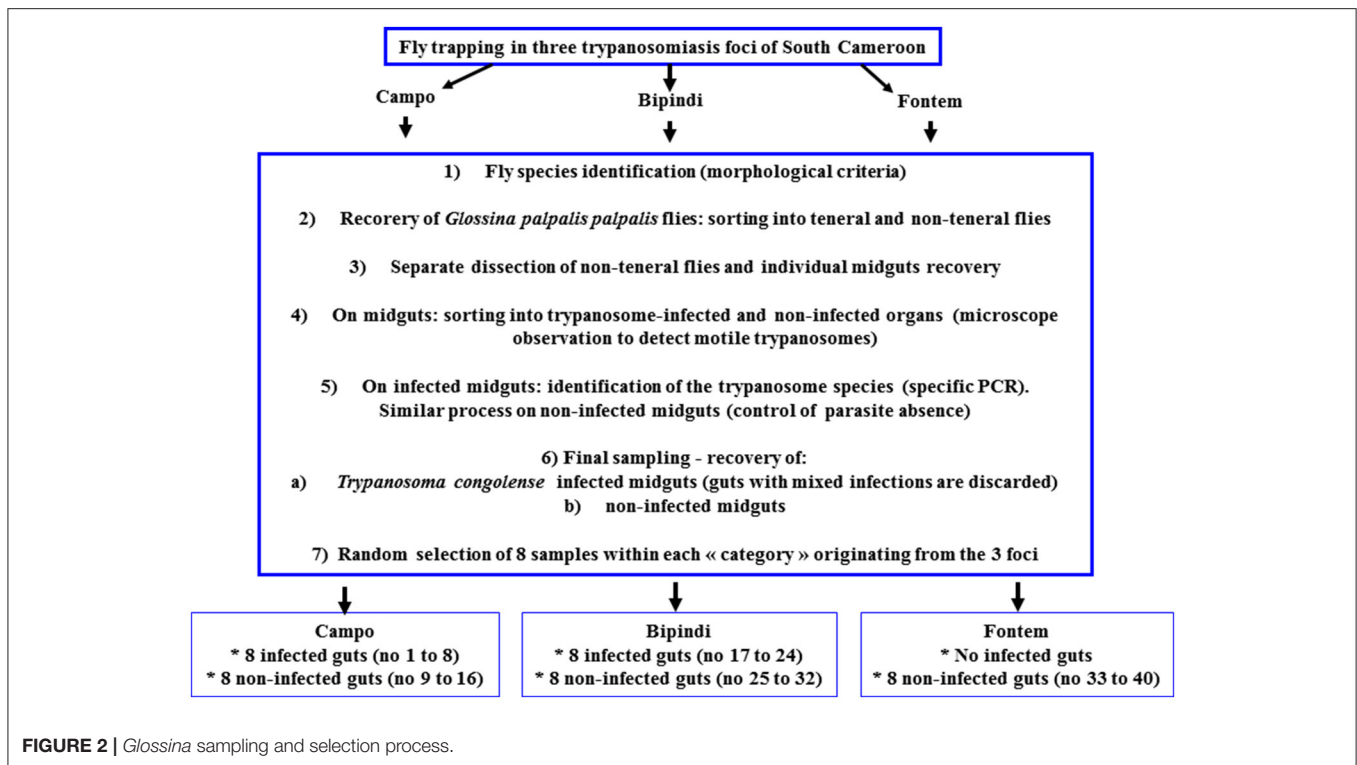 Fly trapping in three trypanosomiasis foci of South Cameroon
Campo
Bipindi
Fontem
1) Fly species identification (morphological criteria)
2) Recorery of Glossina palpalis palpalis flies: sorting into teneral and non-teneral flies
3) Separate dissection of non-teneral flies and individual midguts recovery
4) On midguts: sorting into trypanosome-infected and non-infected organs (microscope
observation to detect motile trypanosomes)
5) On infected midguts: identification of the trypanosome species (specific PCR).
Similar process on non-infected midguts (control of parasite absence)
6) Final sampling - recovery of:
a) Trypanosoma congolense infected midguts (guts with mixed infections are discarded)
b) non-infected midguts
7) Random selection of 8 samples within each « category » originating from the 3 foci
Campo
* 8 infected guts (no 1 to 8)
* 8 non-infected guts (no 9 to 16)
Bipindi
* 8 infected guts (no 17 to 24)
* 8 non-infected guts (no 25 to 32)
Fontem
* No infected guts
* 8 non-infected guts (no 33 to 40)
FIGURE 2 | Glossina sampling and selection process.